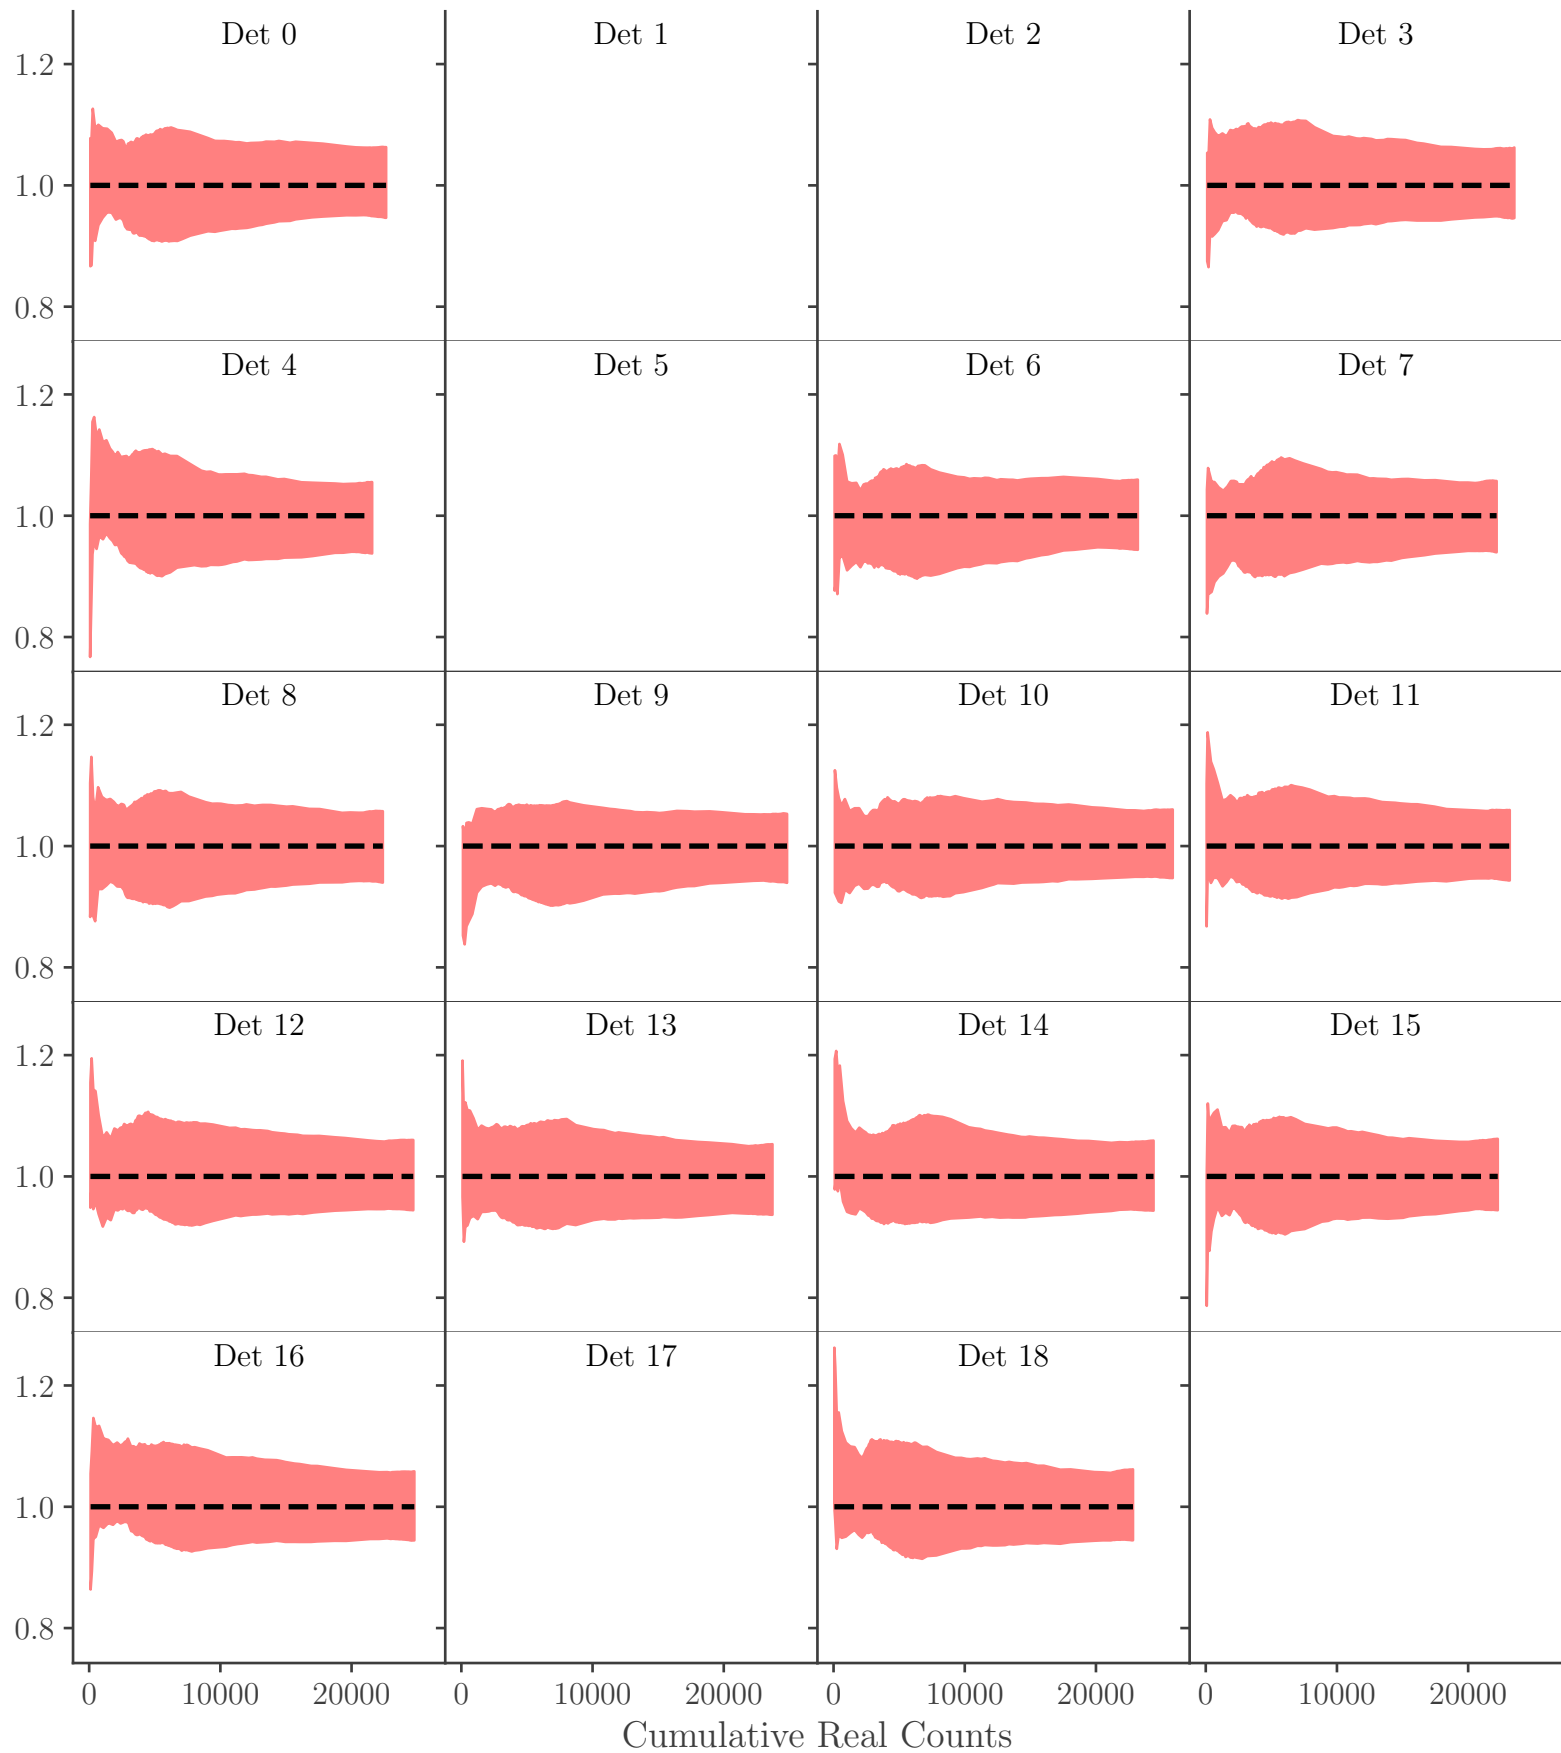 Det 0 Det 1 Det 2 Det 3
1.2
1.0
0.8
Det 4 Det 5 Det 6 Det 7
1.2
1.0
0.8
Det 8 Det 9 Det 10 Det 11
1.2
1.0
0.8
Det 12 Det 13 Det 14 Det 15
1.2
1.0
0.8
Det 16 Det 17 Det 18
1.2
1.0
0.8
0 10000 20000 0 10000 20000 0 10000 20000 0 10000 20000
Cumulative Real Counts